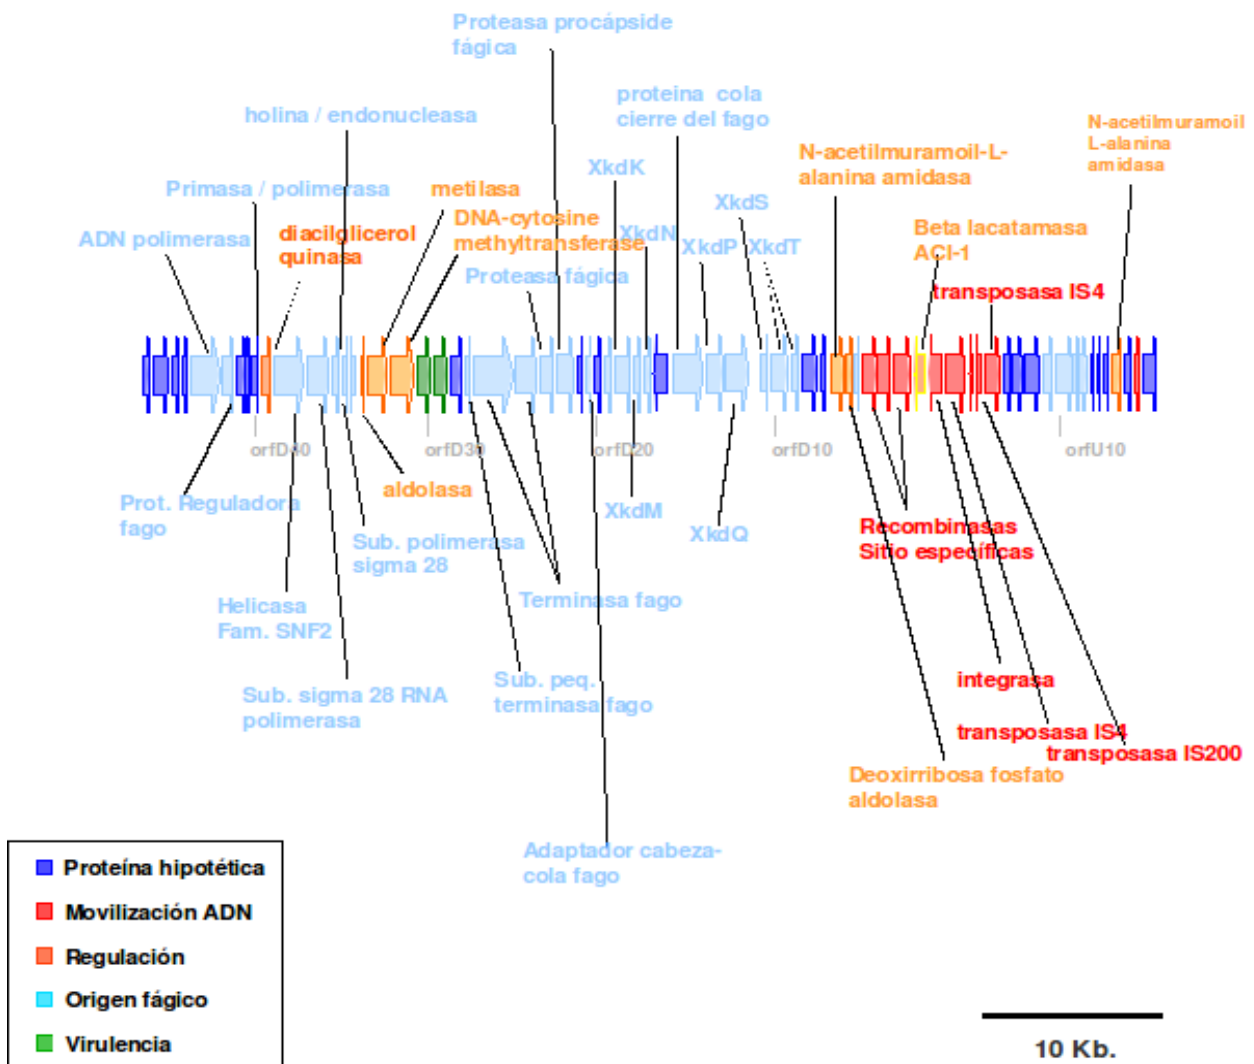 Proteasa procápside
fágica
holina / endonucleasa
proteina  cola
cierre del fago
N-acetilmuramoil
L-alanina
amidasa
N-acetilmuramoil-L-
alanina amidasa
XkdK
Primasa / polimerasa
metilasa
XkdS
ADN polimerasa
diacilglicerol
quinasa
DNA-cytosine
methyltransferase
XkdN
XkdP
XkdT
Beta lacatamasa
ACI-1
Proteasa fágica
transposasa IS4
orfD40
orfD30
orfD20
orfD10
orfU10
aldolasa
Prot. Reguladora
fago
XkdM
XkdQ
Recombinasas
Sitio específicas
Sub. polimerasa
sigma 28
Helicasa
Fam. SNF2
Terminasa fago
Sub. sigma 28 RNA
polimerasa
Sub. peq.
terminasa fago
integrasa
transposasa IS4
transposasa IS200
Deoxirribosa fosfato
aldolasa
Adaptador cabeza-
cola fago
Proteína hipotética
Movilización ADN
Regulación
Origen fágico
Virulencia
10 Kb.